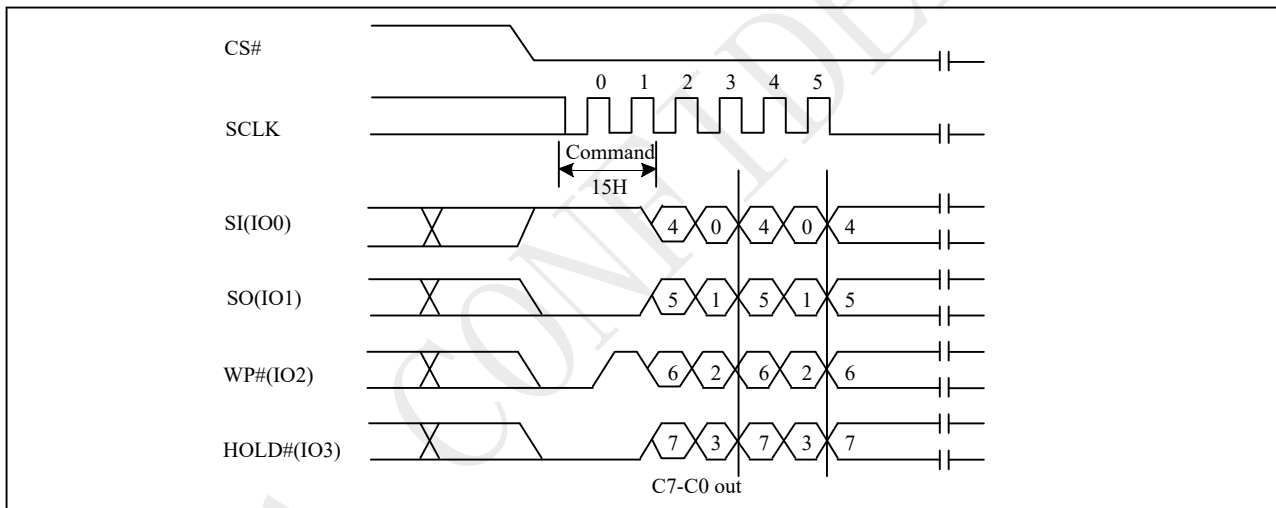 CS#
0 1 2 3 4 5
SCLK
Command
15H
SI(IO0)
4 0 4 0 4
SO(IO1)
5 1 5 1 5
WP#(IO2)
6 2 6 2 6
HOLD#(IO3)
7 3 7 3 7
C7-C0 out
CONFIDE